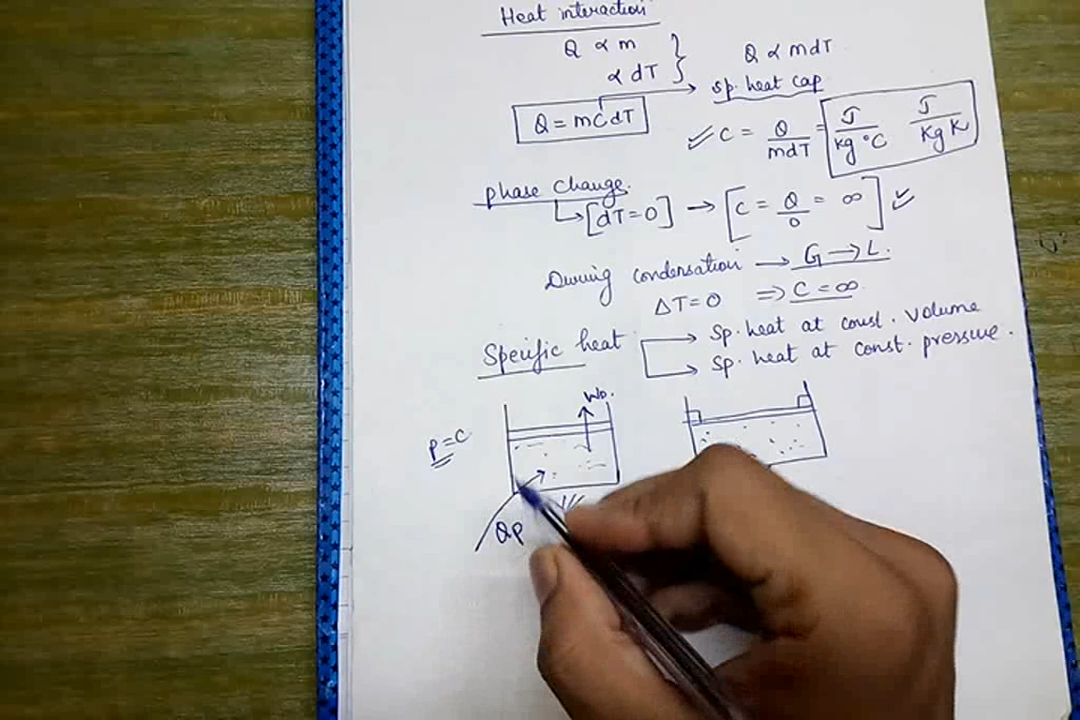 Heat interaction
Q ∝ m
∝ dT
Q ∝ mdT
sp. heat cap
Q = mCdT
C = Q/mdT = J/kg°C J/kg K
phase change.
[dT=0] → [C = Q/0 = ∞]
During condensation → G → L.
ΔT=0 ⇒ C = ∞
Specific heat
→ Sp. heat at const. volume
→ Sp. heat at const. pressure.
WD.
P=C
Qp